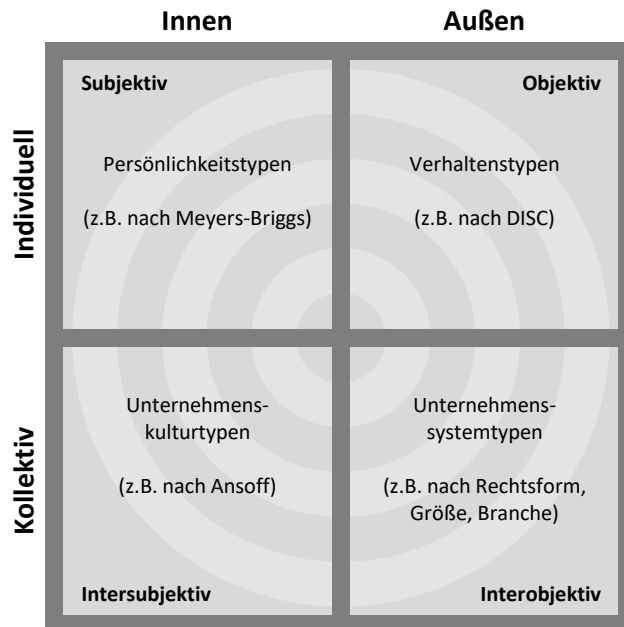 Innen
Außen
Individuell
Subjektiv
Persönlichkeitstypen
(z.B. nach Meyers-Briggs)
Objektiv
Verhaltenstypen
(z.B. nach DISC)
Kollektiv
Unternehmens-
kulturtypen
(z.B. nach Ansoff)
Intersubjektiv
Unternehmens-
systemtypen
(z.B. nach Rechtsform,
Größe, Branche)
Interobjektiv